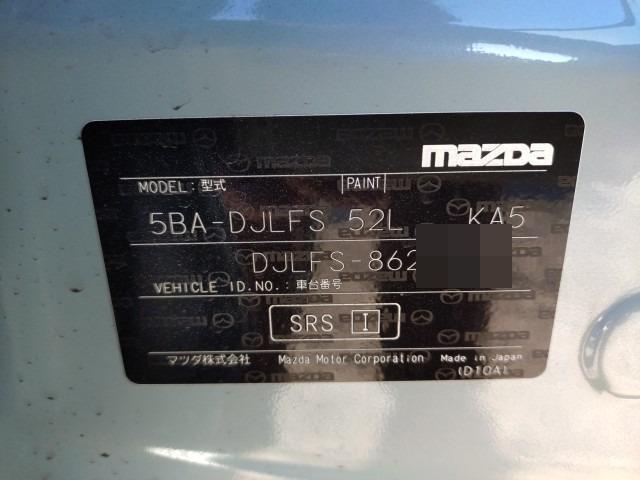 mazda
MODEL:型式 PAINT
5BA-DJLFS 52L KA5
DJLFS-862
VEHICLE ID.NO.:車台番号
SRS I
マツダ株式会社 Mazda Motor Corporation Made in Japan